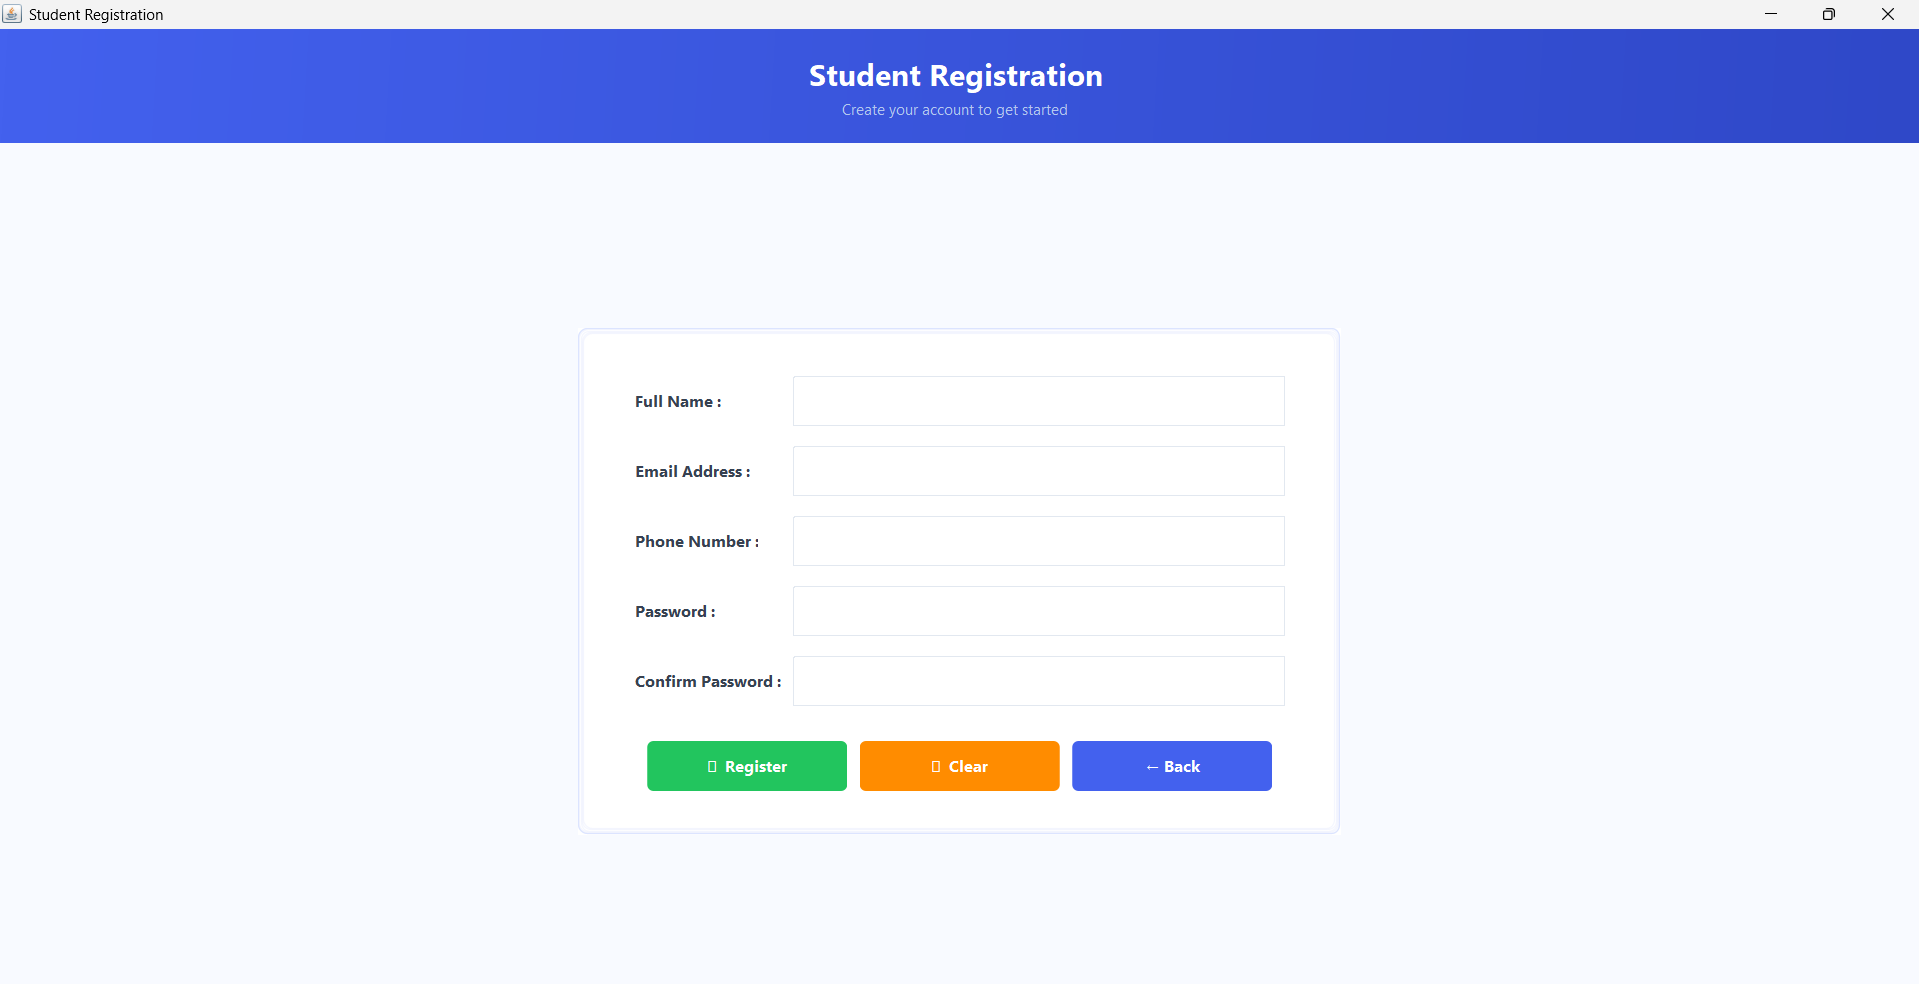 Student Registration
Student Registration
Create your account to get started
Full Name :
Email Address :
Phone Number :
Password :
Confirm Password :
Register
Clear
← Back